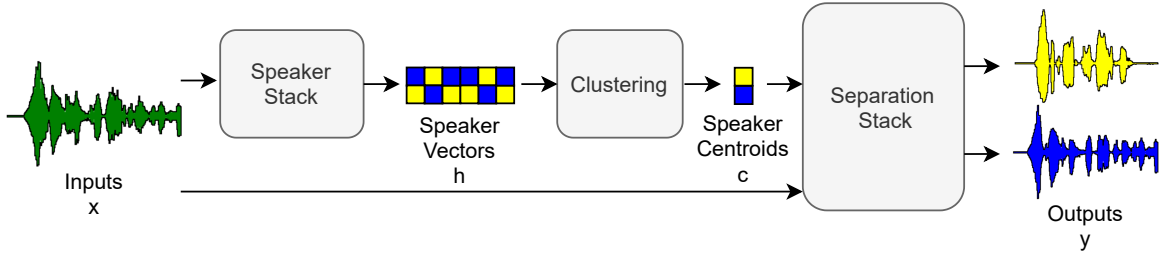 Inputs
x
Speaker
Stack
Speaker
Vectors
h
Clustering
Speaker
Centroids
c
Separation
Stack
Outputs
y